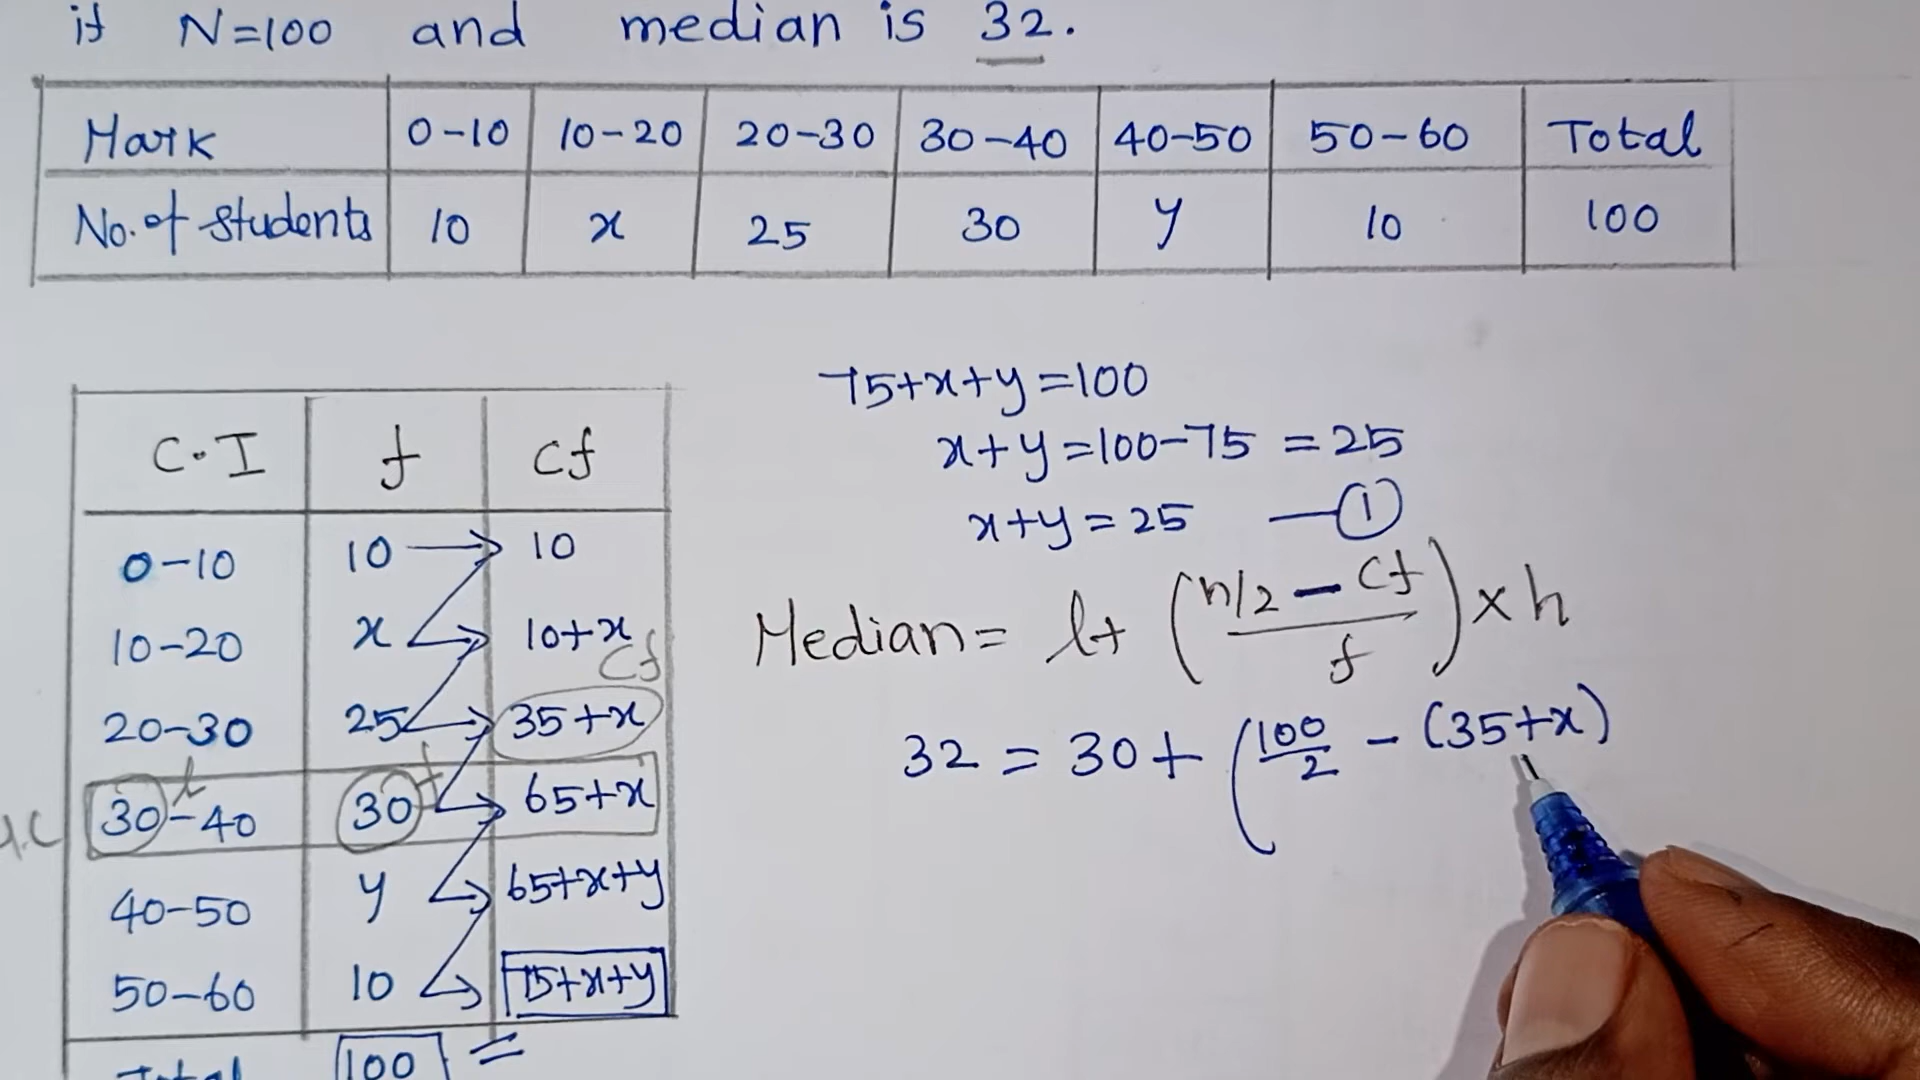 if N=100 and median is 32.
Mark 0-10 10-20 20-30 30-40 40-50 50-60 Total
No. of students 10 x 25 30 y 10 100
75+x+y=100
x+y=100-75 =25
x+y=25 —①
Median= l+ (n/2 - cf / f) ×h
32 = 30+ (100/2 - (35+x)
C.I f cf
0-10 10 10
10-20 x 10+x
cf
20-30 25 35+x
l f
30-40 30 65+x
40-50 y 65+x+y
50-60 10 75+x+y
Total 100 =